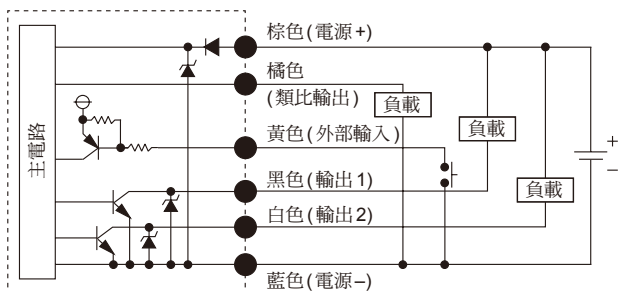 棕色(電源+)
橘色
(類比輸出)
負載
黃色(外部輸入)
負載
主電路
+
−
黑色(輸出1)
負載
白色(輸出2)
藍色(電源–)